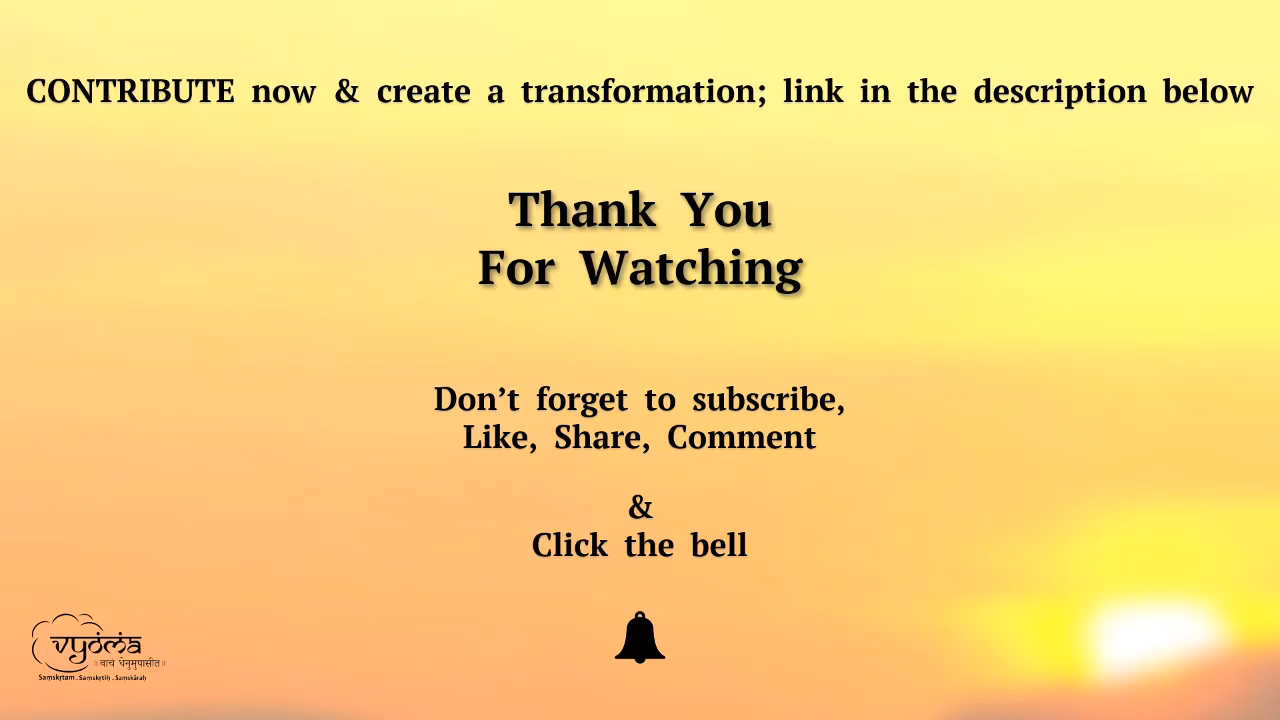 CONTRIBUTE now & create a transformation; link in the description below
Thank You
For Watching
Don’t forget to subscribe,
Like, Share, Comment
&
Click the bell
vyoma
॥ वाचं धेनुमुपासीत॥
Saṃskṛtam . Saṃskṛtiḥ . Saṃskāraḥ